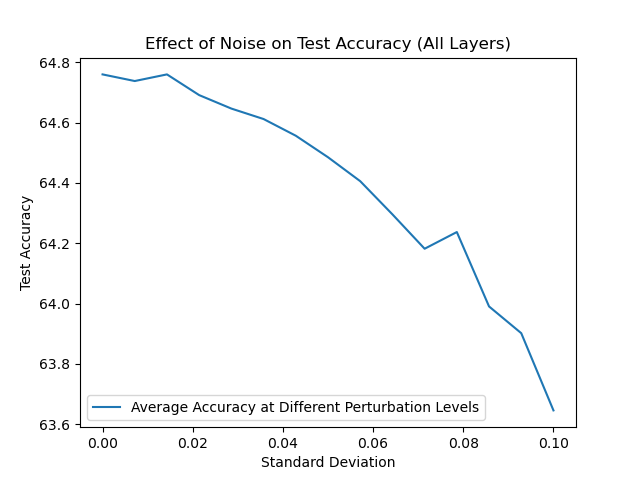 Effect of Noise on Test Accuracy (All Layers)
64.8
64.6
64.4
64.2
64.0
63.8
63.6
Test Accuracy
Average Accuracy at Different Perturbation Levels
0.00 0.02 0.04 0.06 0.08 0.10
Standard Deviation